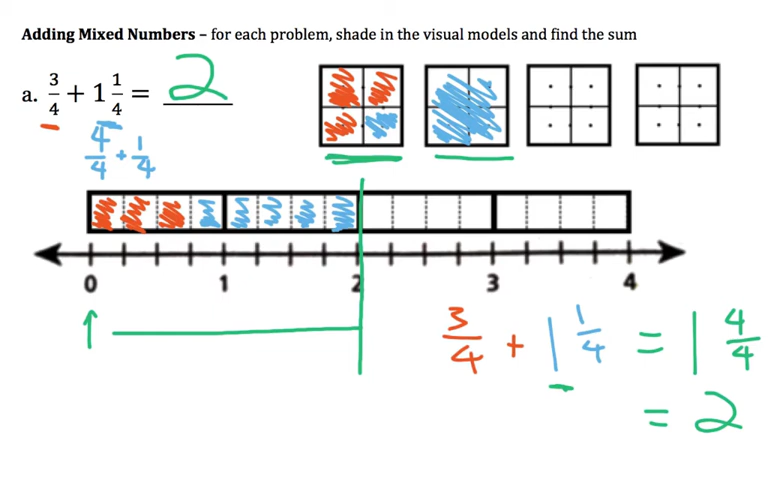 Adding Mixed Numbers – for each problem, shade in the visual models and find the sum
a. 3/4 + 1 1/4 = 2
4/4 + 1/4
0 1 2 3 4
3/4 + 1 1/4 = 1 4/4
= 2